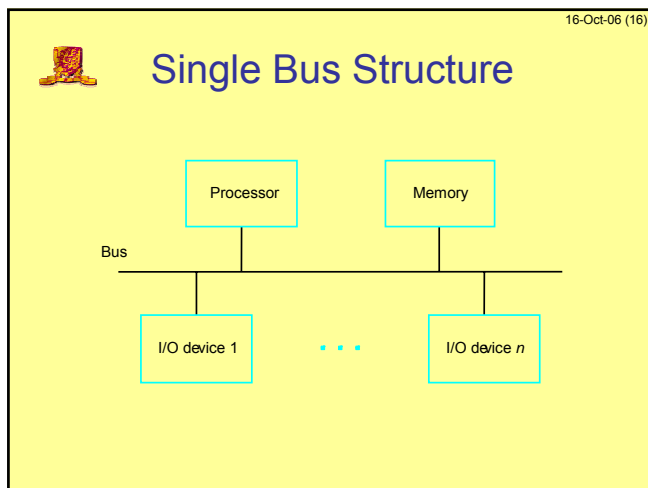 16-Oct-06 (16)
Single Bus Structure
Processor
Memory
Bus
I/O device 1
. . .
I/O device n